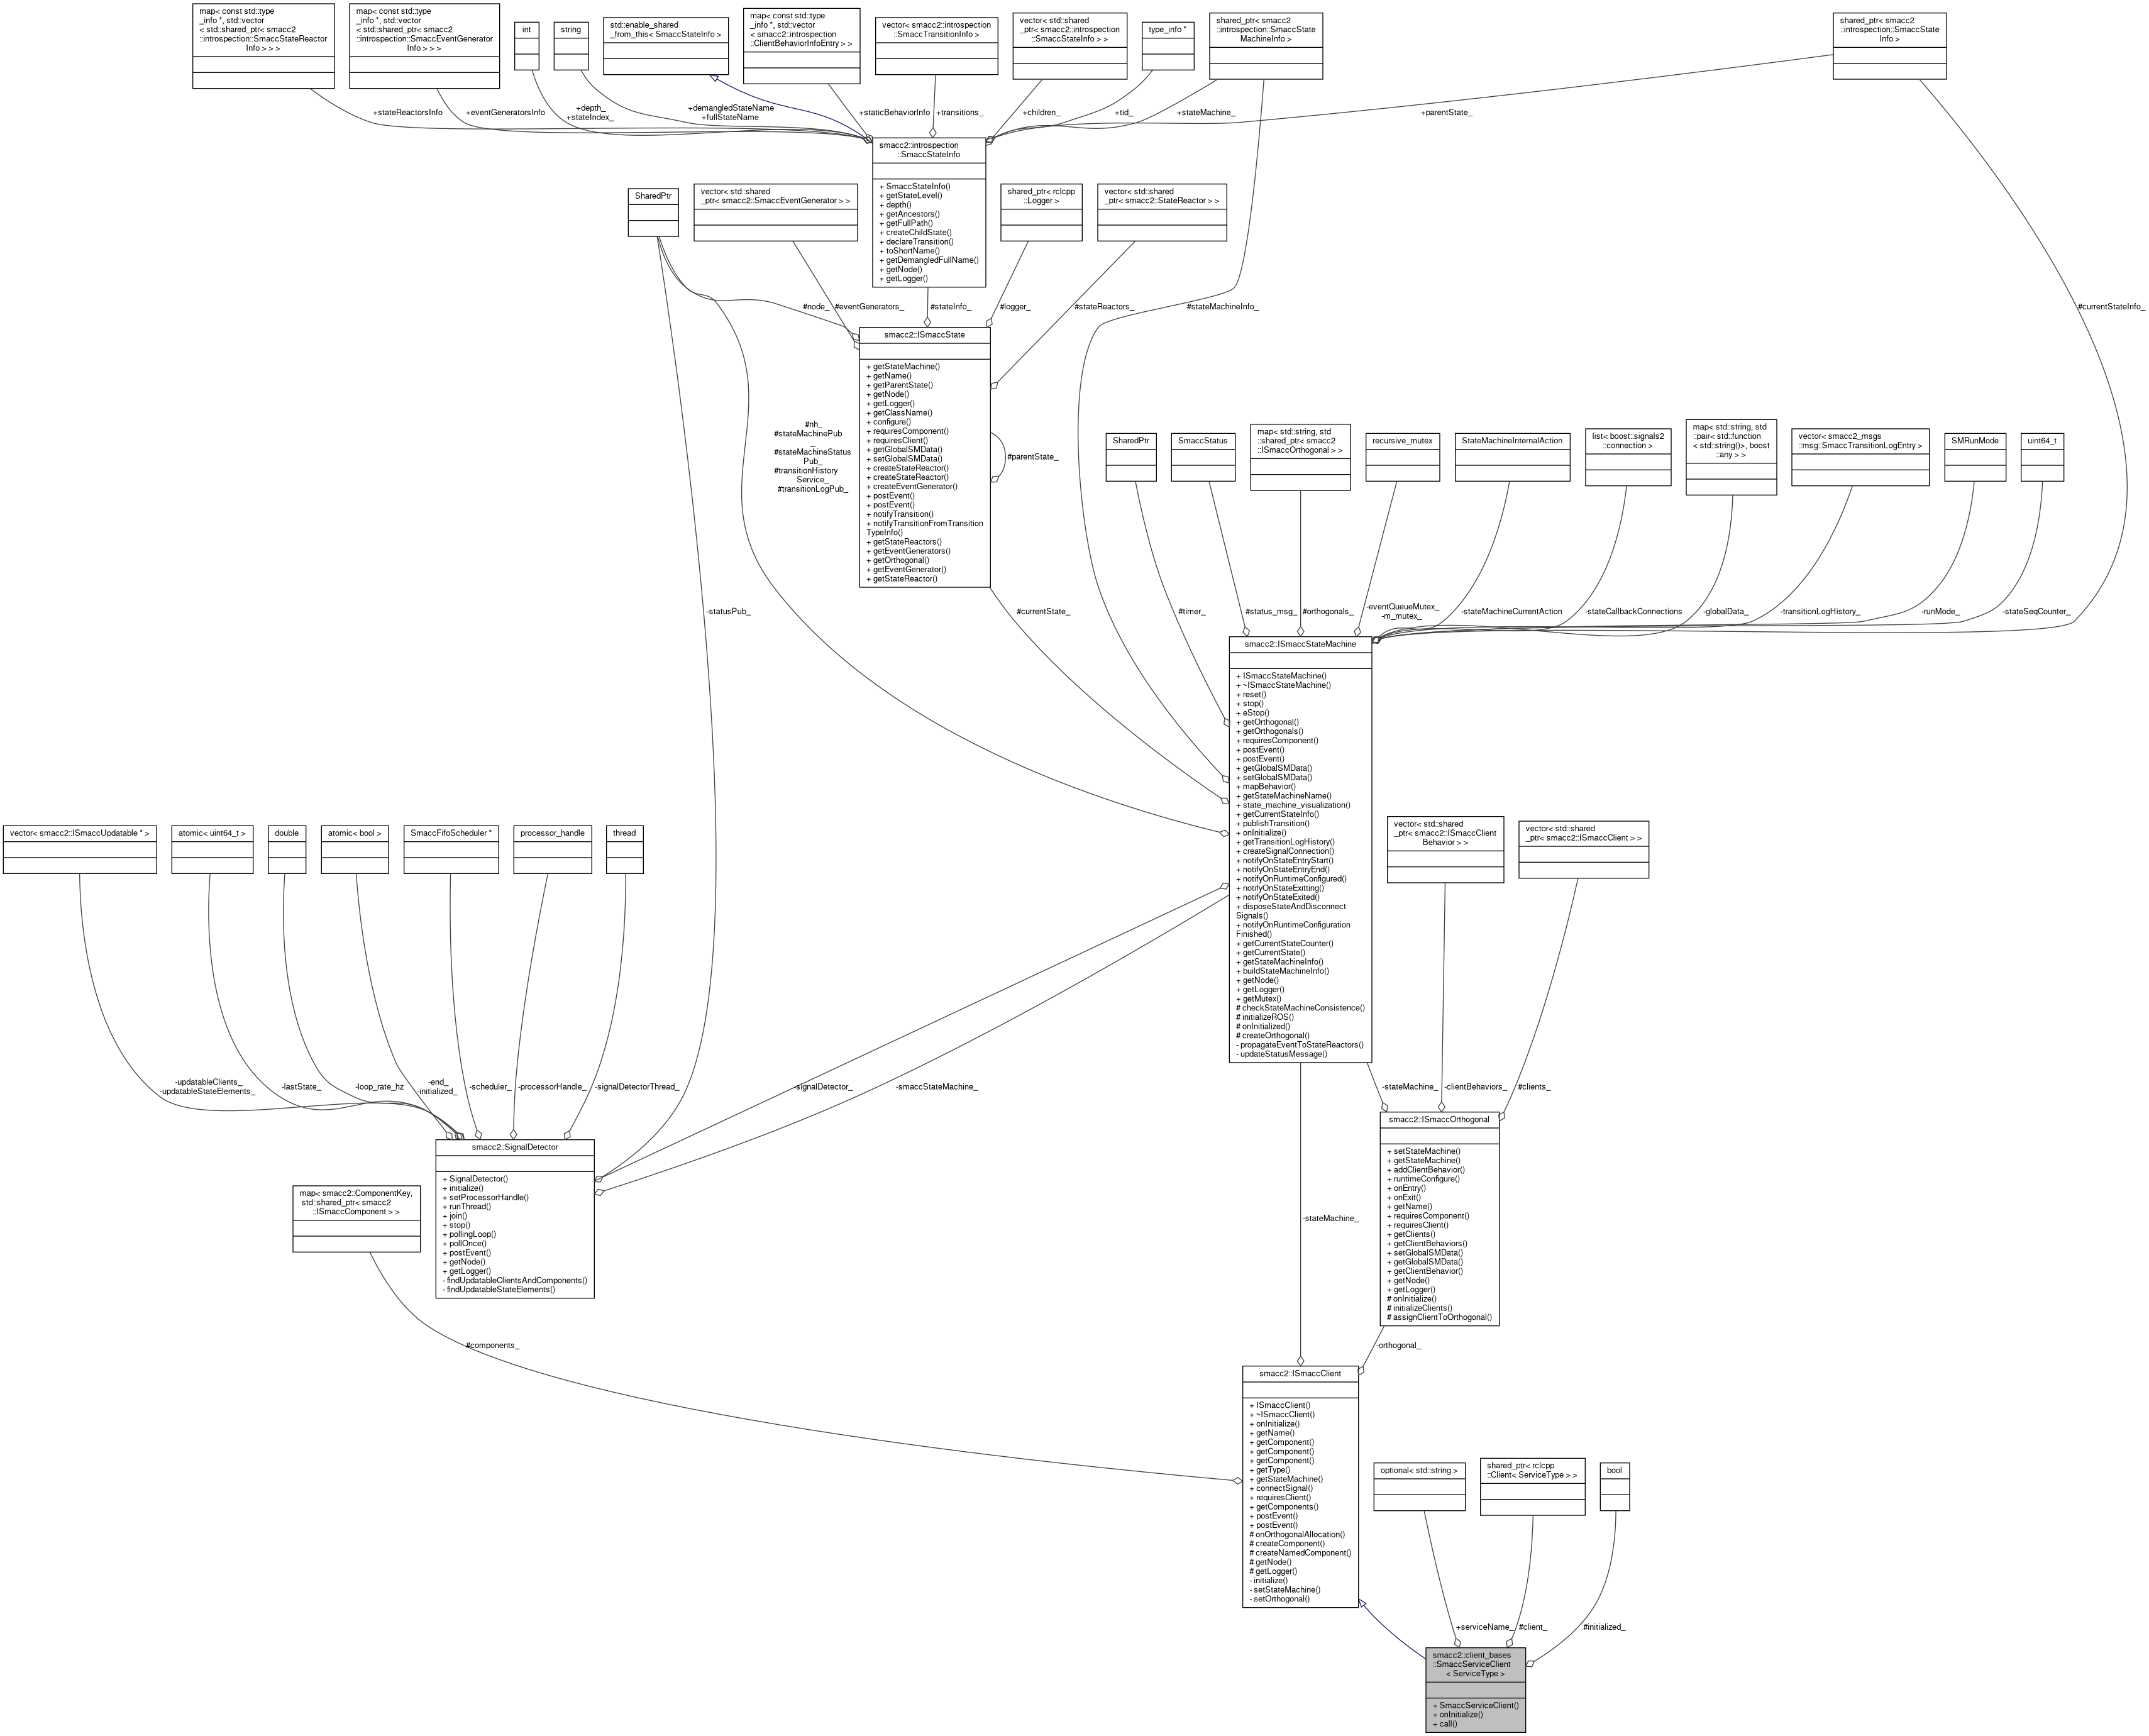 map< const std::type
_info *, std::vector
< std::shared_ptr< smacc2
::introspection::SmaccStateReactor
Info > > >
map< const std::type
_info *, std::vector
< std::shared_ptr< smacc2
::introspection::SmaccEventGenerator
Info > > >
int
string
std::enable_shared
_from_this< SmaccStateInfo >
map< const std::type
_info *, std::vector
< smacc2::introspection
::ClientBehaviorInfoEntry > >
vector< smacc2::introspection
::SmaccTransitionInfo >
vector< std::shared
_ptr< smacc2::introspection
::SmaccStateInfo > >
type_info *
shared_ptr< smacc2
::introspection::SmaccState
MachineInfo >
shared_ptr< smacc2
::introspection::SmaccState
Info >
+stateReactorsInfo
+eventGeneratorsInfo
+depth_
+stateIndex_
+demangledStateName
+fullStateName
+staticBehaviorInfo
+transitions_
+children_
+tid_
+stateMachine_
+parentState_
smacc2::introspection
::SmaccStateInfo
+ SmaccStateInfo()
+ getStateLevel()
+ depth()
+ getAncestors()
+ getFullPath()
+ createChildState()
+ declareTransition()
+ toShortName()
+ getDemangledFullName()
+ getNode()
+ getLogger()
SharedPtr
vector< std::shared
_ptr< smacc2::SmaccEventGenerator > >
shared_ptr< rclcpp
::Logger >
vector< std::shared
_ptr< smacc2::StateReactor > >
#node_
#eventGenerators_
#stateInfo_
#logger_
#stateReactors_
#stateMachineInfo_
#currentStateInfo_
smacc2::ISmaccState
+ getStateMachine()
+ getName()
+ getParentState()
+ getNode()
+ getLogger()
+ getClassName()
+ configure()
+ requiresComponent()
+ requiresClient()
+ getGlobalSMData()
+ setGlobalSMData()
+ createStateReactor()
+ createStateReactor()
+ createEventGenerator()
+ postEvent()
+ postEvent()
+ notifyTransition()
+ notifyTransitionFromTransition
TypeInfo()
+ getStateReactors()
+ getEventGenerators()
+ getOrthogonal()
+ getEventGenerator()
+ getStateReactor()
#parentState_
#nh_
#stateMachinePub
_
#stateMachineStatus
Pub_
#transitionHistory
Service_
#transitionLogPub_
SharedPtr
SmaccStatus
map< std::string, std
::shared_ptr< smacc2
::ISmaccOrthogonal > >
recursive_mutex
StateMachineInternalAction
list< boost::signals2
::connection >
map< std::string, std
::pair< std::function
< std::string()>, boost
::any > >
vector< smacc2_msgs
::msg::SmaccTransitionLogEntry >
SMRunMode
uint64_t
-statusPub_
#currentState_
#timer_
#status_msg_
#orthogonals_
-eventQueueMutex_
-m_mutex_
-stateMachineCurrentAction
-stateCallbackConnections
-globalData_
-transitionLogHistory_
-runMode_
-stateSeqCounter_
smacc2::ISmaccStateMachine
+ ISmaccStateMachine()
+ ~ISmaccStateMachine()
+ reset()
+ stop()
+ eStop()
+ getOrthogonal()
+ getOrthogonals()
+ requiresComponent()
+ postEvent()
+ postEvent()
+ getGlobalSMData()
+ setGlobalSMData()
+ mapBehavior()
+ getStateMachineName()
+ state_machine_visualization()
+ getCurrentStateInfo()
+ publishTransition()
+ onInitialize()
+ getTransitionLogHistory()
+ createSignalConnection()
+ notifyOnStateEntryStart()
+ notifyOnStateEntryEnd()
+ notifyOnRuntimeConfigured()
+ notifyOnStateExitting()
+ notifyOnStateExited()
+ disposeStateAndDisconnect
Signals()
+ notifyOnRuntimeConfiguration
Finished()
+ getCurrentStateCounter()
+ getCurrentState()
+ getStateMachineInfo()
+ buildStateMachineInfo()
+ getNode()
+ getLogger()
+ getMutex()
# checkStateMachineConsistence()
# initializeROS()
# onInitialized()
# createOrthogonal()
- propagateEventToStateReactors()
- updateStatusMessage()
vector< smacc2::ISmaccUpdatable * >
atomic< uint64_t >
double
atomic< bool >
SmaccFifoScheduler *
processor_handle
thread
vector< std::shared
_ptr< smacc2::ISmaccClient
Behavior > >
vector< std::shared
_ptr< smacc2::ISmaccClient > >
-updatableClients_
-updatableStateElements_
-lastState_
-loop_rate_hz
-end_
-initialized_
-scheduler_
-processorHandle_
-signalDetectorThread_
-signalDetector_
-smaccStateMachine_
-stateMachine_
-clientBehaviors_
#clients_
smacc2::SignalDetector
+ SignalDetector()
+ initialize()
+ setProcessorHandle()
+ runThread()
+ join()
+ stop()
+ pollingLoop()
+ pollOnce()
+ postEvent()
+ getNode()
+ getLogger()
- findUpdatableClientsAndComponents()
- findUpdatableStateElements()
map< smacc2::ComponentKey,
std::shared_ptr< smacc2
::ISmaccComponent > >
smacc2::ISmaccOrthogonal
+ setStateMachine()
+ getStateMachine()
+ addClientBehavior()
+ runtimeConfigure()
+ onEntry()
+ onExit()
+ getName()
+ requiresComponent()
+ requiresClient()
+ getClients()
+ getClientBehaviors()
+ setGlobalSMData()
+ getGlobalSMData()
+ getClientBehavior()
+ getNode()
+ getLogger()
# onInitialize()
# initializeClients()
# assignClientToOrthogonal()
-stateMachine_
#components_
-orthogonal_
smacc2::ISmaccClient
+ ISmaccClient()
+ ~ISmaccClient()
+ onInitialize()
+ getName()
+ getComponent()
+ getComponent()
+ getComponent()
+ getType()
+ getStateMachine()
+ connectSignal()
+ requiresClient()
+ getComponents()
+ postEvent()
+ postEvent()
# onOrthogonalAllocation()
# createComponent()
# createNamedComponent()
# getNode()
# getLogger()
- initialize()
- setStateMachine()
- setOrthogonal()
optional< std::string >
shared_ptr< rclcpp
::Client< ServiceType > >
bool
+serviceName_
#client_
#initialized_
smacc2::client_bases
::SmaccServiceClient
< ServiceType >
+ SmaccServiceClient()
+ onInitialize()
+ call()